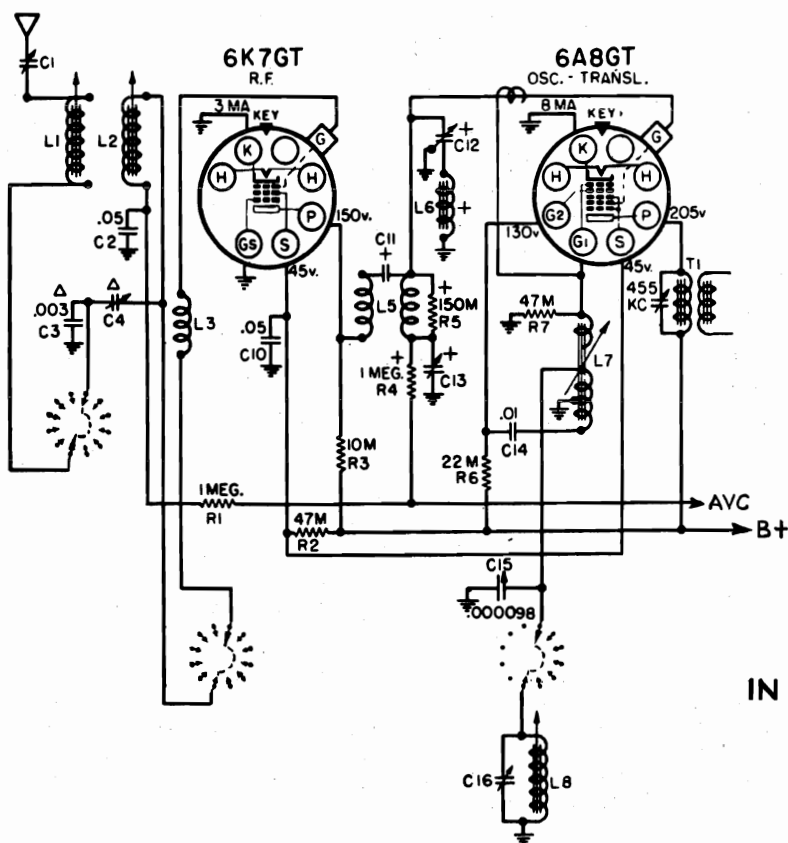 6K7GT
R.F.
6A8GT
OSC. - TRANSL.
C1
3 MA
KEY
G
K
H
H
P
GS
S
150v.
45v.
8 MA
KEY
G
K
H
H
G2
P
G1
S
130v
205v
45v.
L1
L2
.05
C2
Δ
.003
C3
Δ
C4
L3
.05
C10
C11
+
L5
+
C12
L6
+
+
150M
R5
+
1 MEG.
R4
+
C13
47M
R7
L7
.01
C14
455
KC
T1
10M
R3
22M
R6
1 MEG.
R1
AVC
47M
R2
B+
C15
.000098
C16
L8
IN